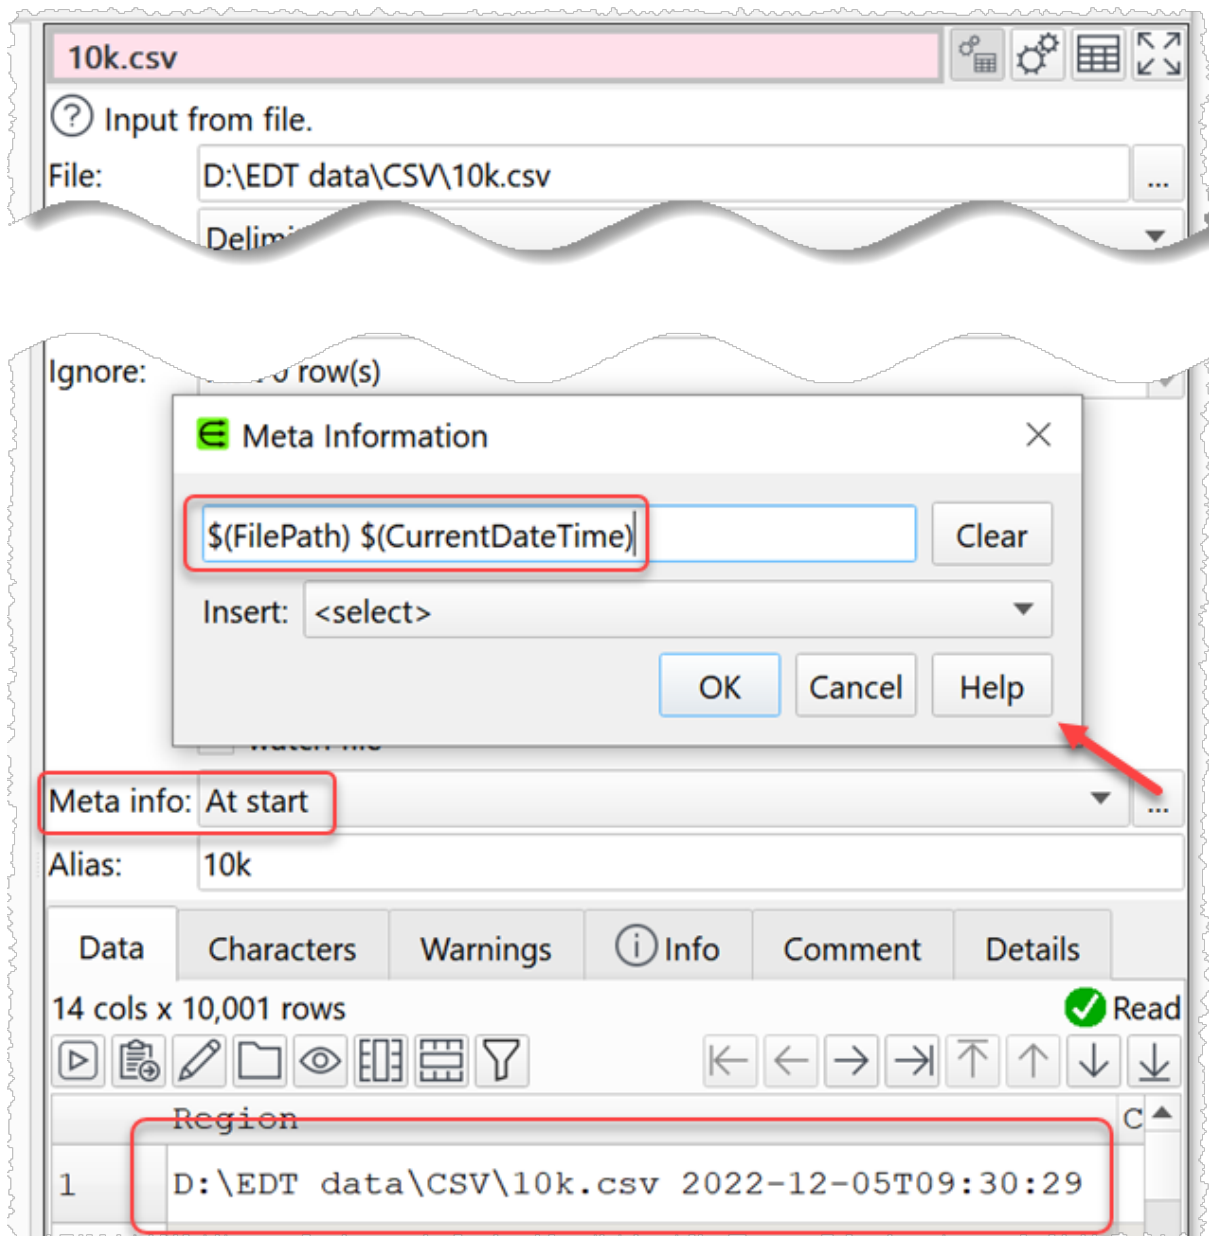 10k.csv
Input from file.
File: D:\EDT data\CSV\10k.csv ...
Ignore: row(s)
Meta Information
$(FilePath) $(CurrentDateTime) Clear
Insert: <select>
OK Cancel Help
Meta info: At start ...
Alias: 10k
Data Characters Warnings Info Comment Details
14 cols x 10,001 rows Read
Region C
1 D:\EDT data\CSV\10k.csv 2022-12-05T09:30:29